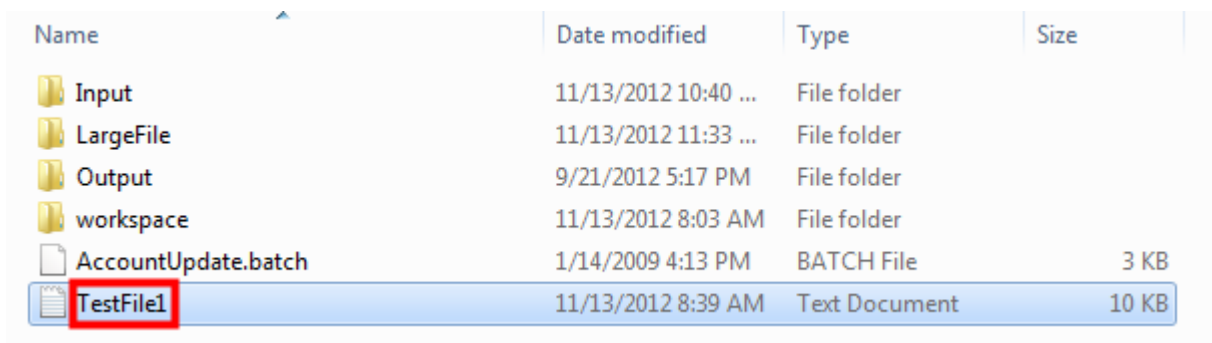 Name Date modified Type Size
Input 11/13/2012 10:40 ... File folder
LargeFile 11/13/2012 11:33 ... File folder
Output 9/21/2012 5:17 PM File folder
workspace 11/13/2012 8:03 AM File folder
AccountUpdate.batch 1/14/2009 4:13 PM BATCH File 3 KB
TestFile1 11/13/2012 8:39 AM Text Document 10 KB